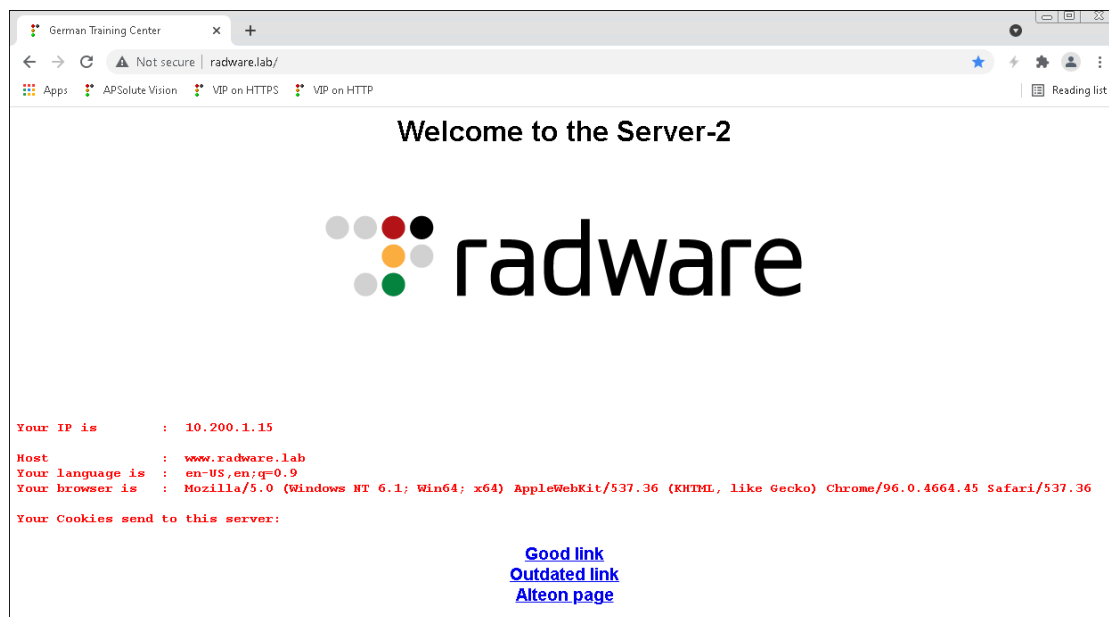 German Training Center
Not secure radware.lab/
Apps APSolute Vision VIP on HTTPS VIP on HTTP Reading list
Welcome to the Server-2
radware
Your IP is : 10.200.1.15
Host : www.radware.lab
Your language is : en-US,en;q=0.9
Your browser is : Mozilla/5.0 (Windows NT 6.1; Win64; x64) AppleWebKit/537.36 (KHTML, like Gecko) Chrome/96.0.4664.45 Safari/537.36
Your Cookies send to this server:
Good link
Outdated link
Alteon page